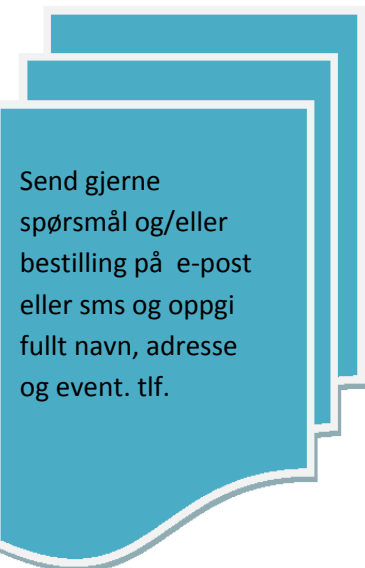 Send gjerne
spørsmål og/eller
bestilling på e-post
eller sms og oppgi
fullt navn, adresse
og event. tlf.